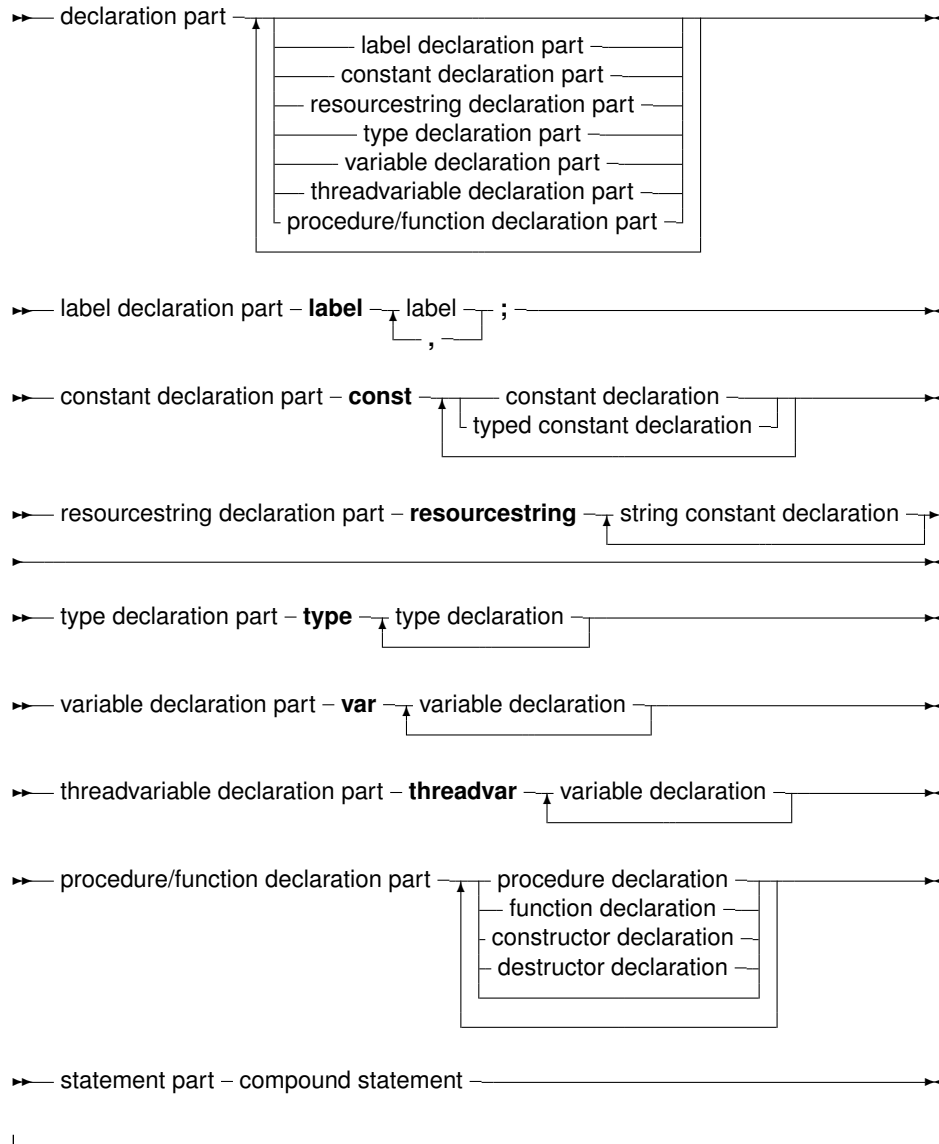 declaration part
label declaration part
constant declaration part
resourcestring declaration part
type declaration part
variable declaration part
threadvariable declaration part
procedure/function declaration part
label declaration part label label ;
,
constant declaration part const constant declaration
typed constant declaration
resourcestring declaration part resourcestring string constant declaration
type declaration part type type declaration
variable declaration part var variable declaration
threadvariable declaration part threadvar variable declaration
procedure/function declaration part procedure declaration
function declaration
constructor declaration
destructor declaration
statement part compound statement